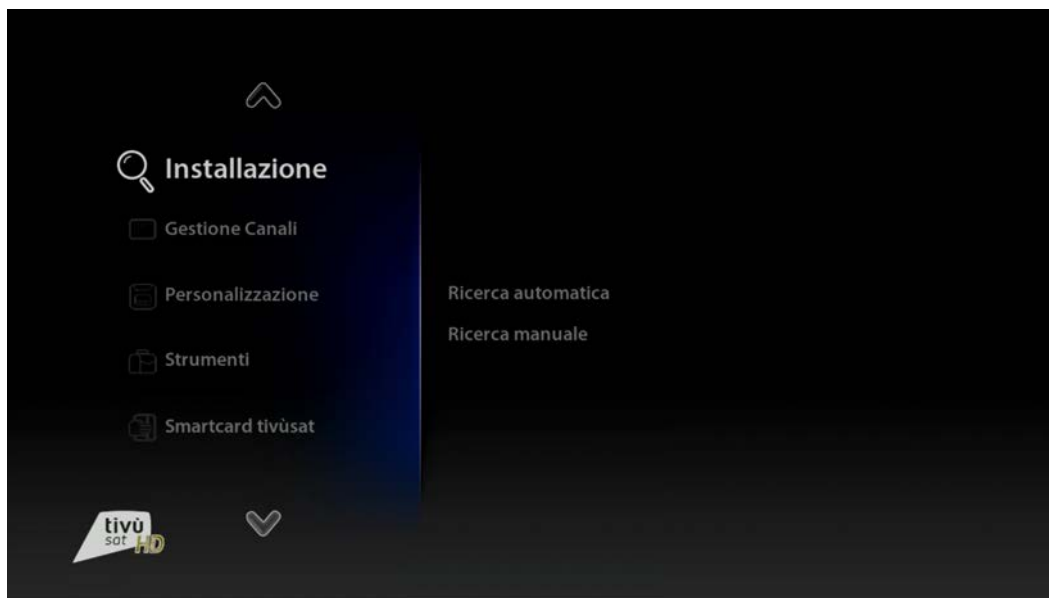 Installazione
Gestione Canali
Personalizzazione
Strumenti
Smartcard tivùsat
Ricerca automatica
Ricerca manuale
tivù
sat HD